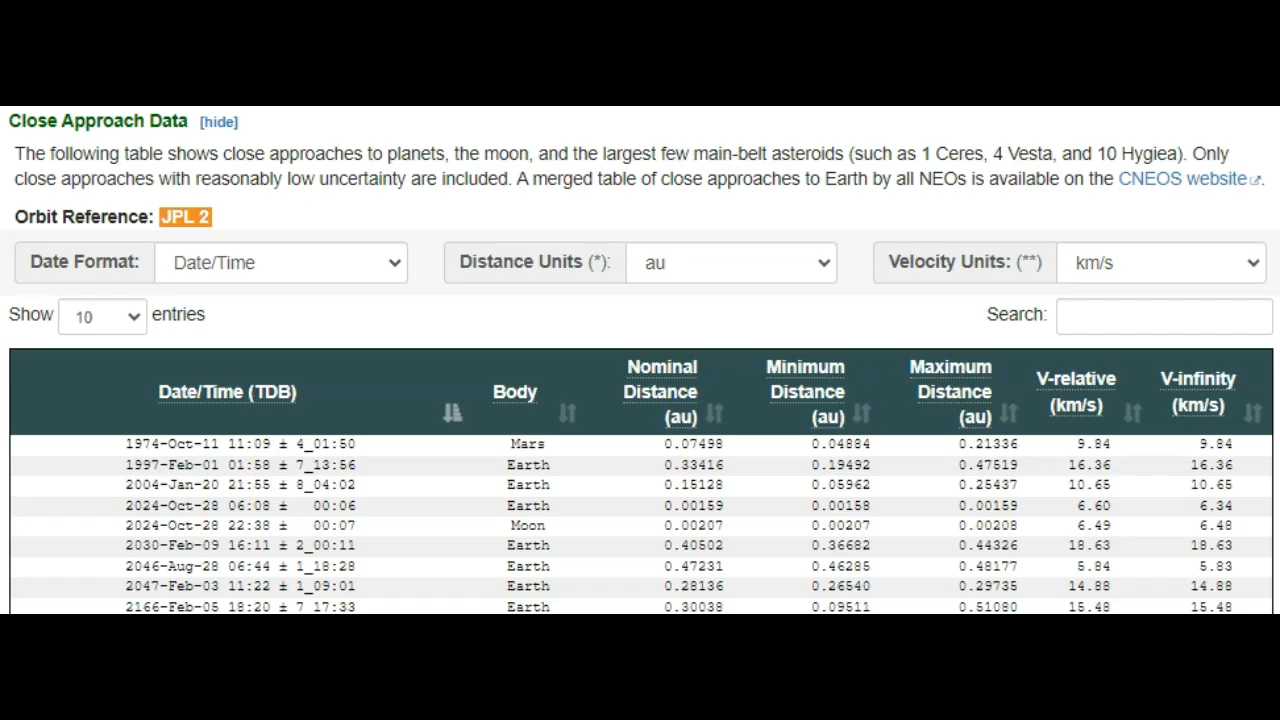 Close Approach Data [hide]
The following table shows close approaches to planets, the moon, and the largest few main-belt asteroids (such as 1 Ceres, 4 Vesta, and 10 Hygiea). Only
close approaches with reasonably low uncertainty are included. A merged table of close approaches to Earth by all NEOs is available on the CNEOS website.
Orbit Reference: JPL 2
Date Format: Date/Time Distance Units (*): au Velocity Units: (**) km/s
Show 10 entries Search:
Date/Time (TDB) Body Nominal Distance (au) Minimum Distance (au) Maximum Distance (au) V-relative (km/s) V-infinity (km/s)
1974-Oct-11 11:09 ± 4_01:50 Mars 0.07498 0.04884 0.21336 9.84 9.84
1997-Feb-01 01:58 ± 7_13:56 Earth 0.33416 0.19492 0.47519 16.36 16.36
2004-Jan-20 21:55 ± 8_04:02 Earth 0.15128 0.05962 0.25437 10.65 10.65
2024-Oct-28 06:08 ± 00:06 Earth 0.00159 0.00158 0.00159 6.60 6.34
2024-Oct-28 22:38 ± 00:07 Moon 0.00207 0.00207 0.00208 6.49 6.48
2030-Feb-09 16:11 ± 2_00:11 Earth 0.40502 0.36682 0.44326 18.63 18.63
2046-Aug-28 06:44 ± 1_18:28 Earth 0.47231 0.46285 0.48177 5.84 5.83
2047-Feb-03 11:22 ± 1_09:01 Earth 0.28136 0.26540 0.29735 14.88 14.88
2166-Feb-05 18:20 ± 7 17:33 Earth 0.30038 0.09511 0.51080 15.48 15.48